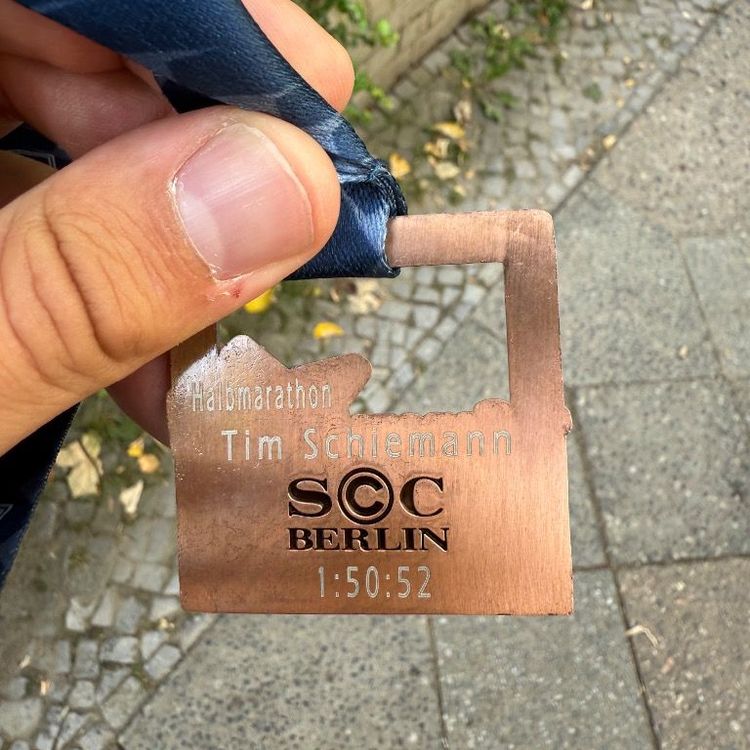 Halbmarathon
Tim Schiemann
SCC
BERLIN
1:50:52